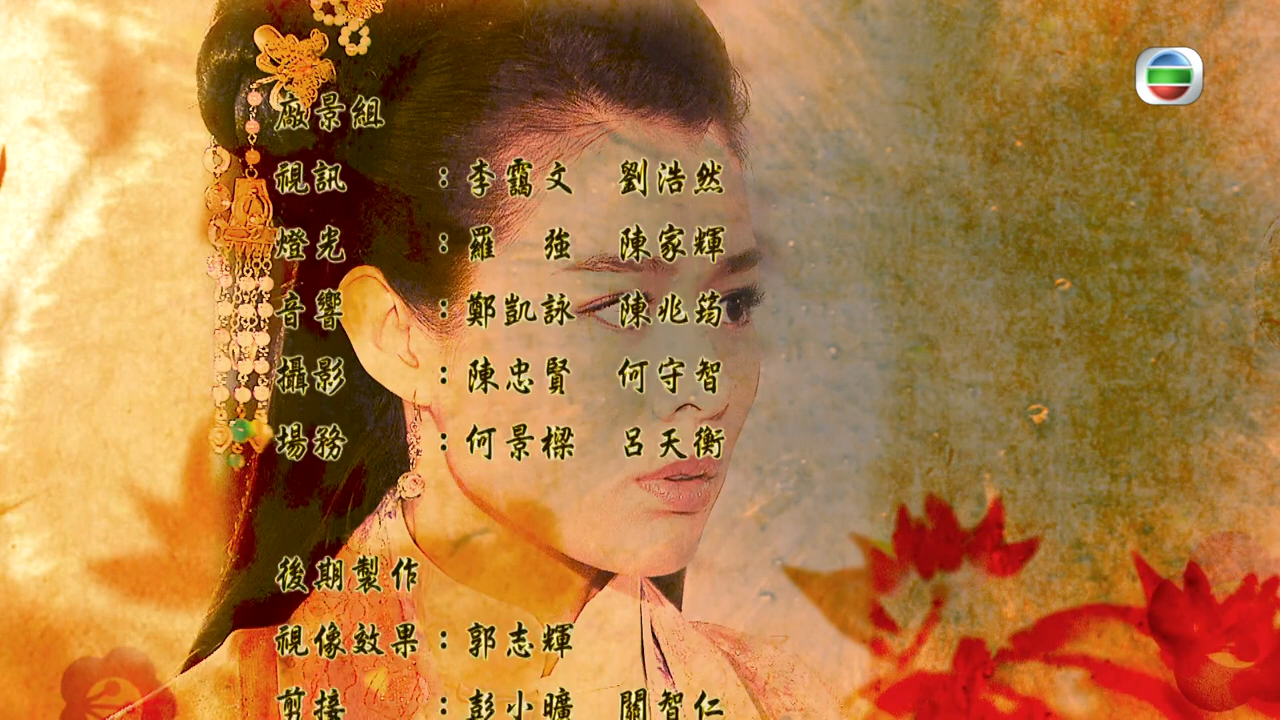 廠景組
視訊 : 李靄文 劉浩然
燈光 : 羅強 陳家輝
音響 : 鄭凱詠 陳兆筠
攝影 : 陳忠賢 何守智
場務 : 何景樑 呂天衡
後期製作
視像效果 : 郭志輝
剪接 : 彭小曠 關智仁